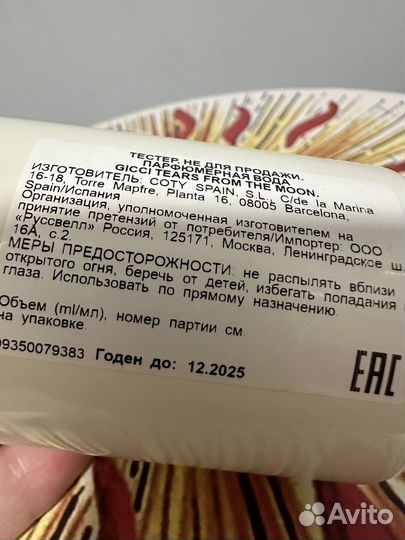 ТЕСТЕР. НЕ ДЛЯ ПРОДАЖИ.
ПАРФЮМЕРНАЯ ВОДА
GICCI TEARS FROM THE MOON.
ИЗГОТОВИТЕЛЬ: COTY SPAIN, S.L., C/de la Marina
16-18, Torre Mapfre, Planta 16, 08005 Barcelona,
Spain/Испания
Организация, уполномоченная изготовителем на
принятие претензий от потребителя/Импортер: ООО
«Руссвелл» Россия, 125171, Москва, Ленинградское ш.
16А, с.2.
МЕРЫ ПРЕДОСТОРОЖНОСТИ: не распылять вблизи
открытого огня, беречь от детей, избегать попадания
глаза. Использовать по прямому назначению.
Объем (ml/мл), номер партии см.
на упаковке.
09350079383 Годен до: 12.2025
EAC
Avito